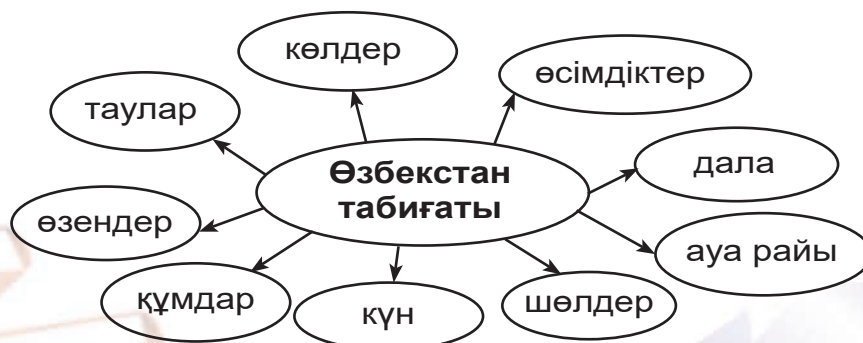 көлдер
өсімдіктер
таулар
Өзбекстан
табиғаты
дала
өзендер
ауа райы
құмдар
күн
шөлдер